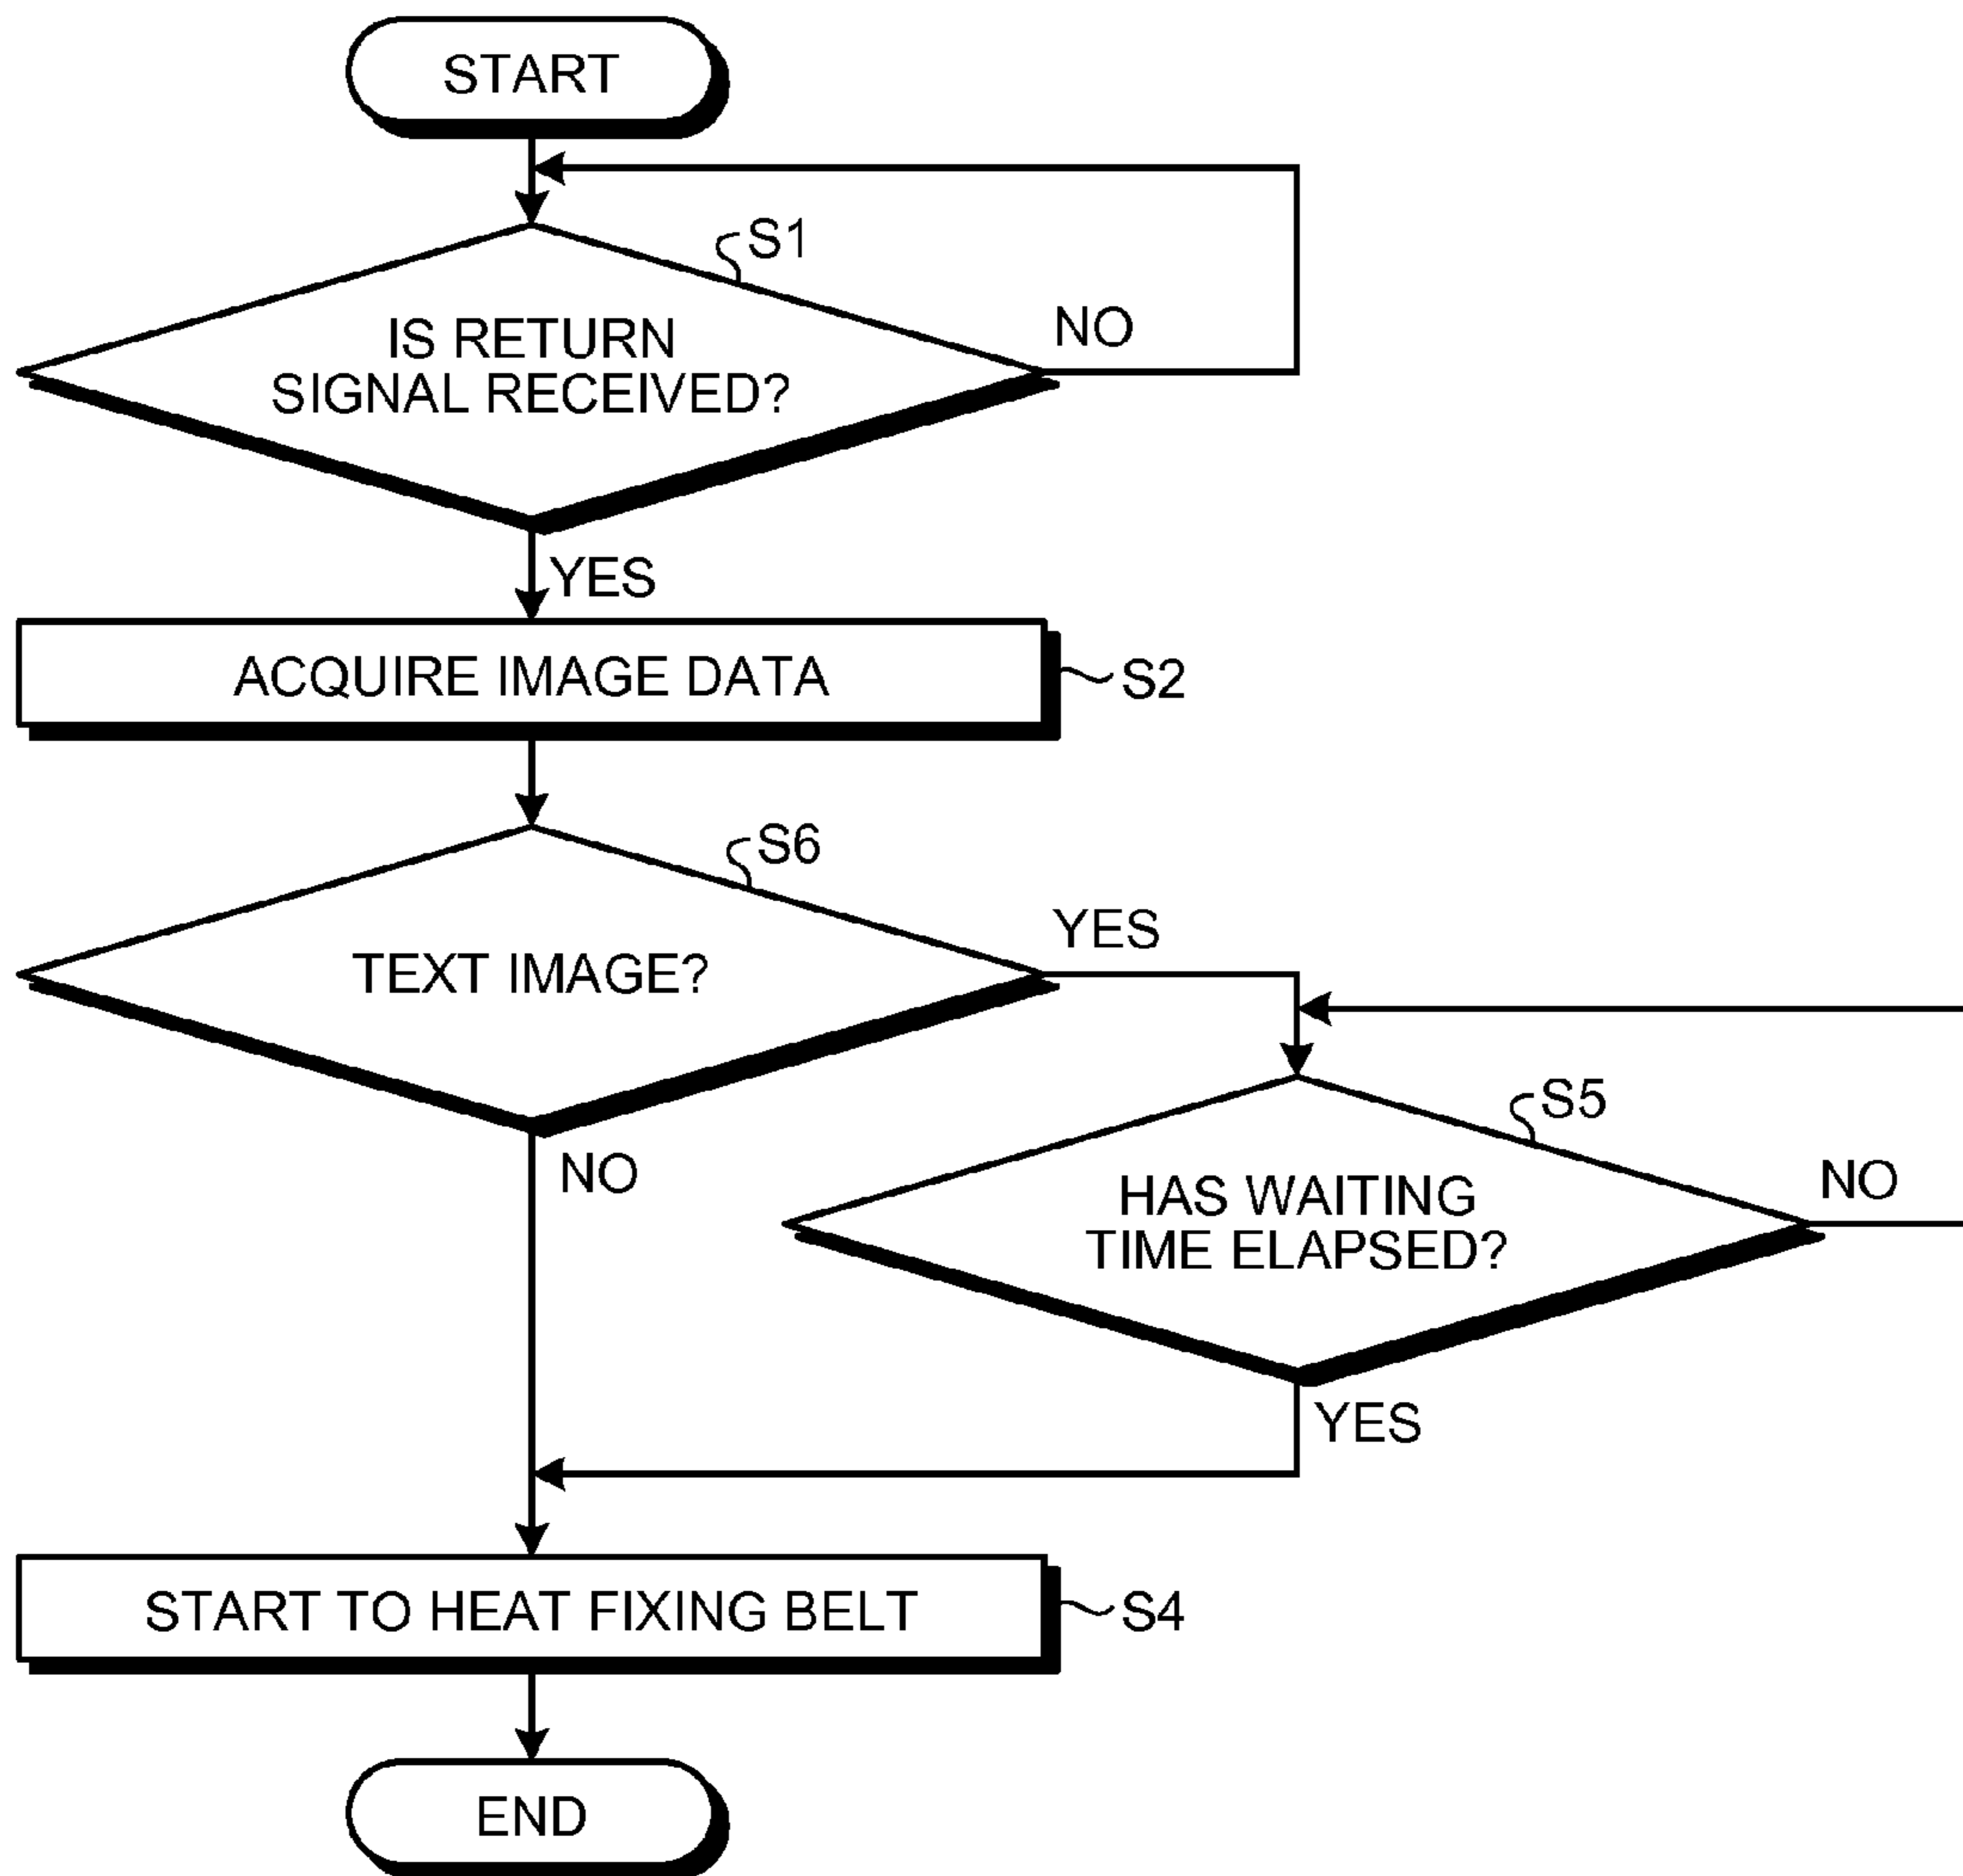 START
S1
IS RETURN
SIGNAL RECEIVED?
NO
YES
ACQUIRE IMAGE DATA
S2
S6
TEXT IMAGE?
YES
NO
S5
HAS WAITING
TIME ELAPSED?
NO
YES
START TO HEAT FIXING BELT
S4
END